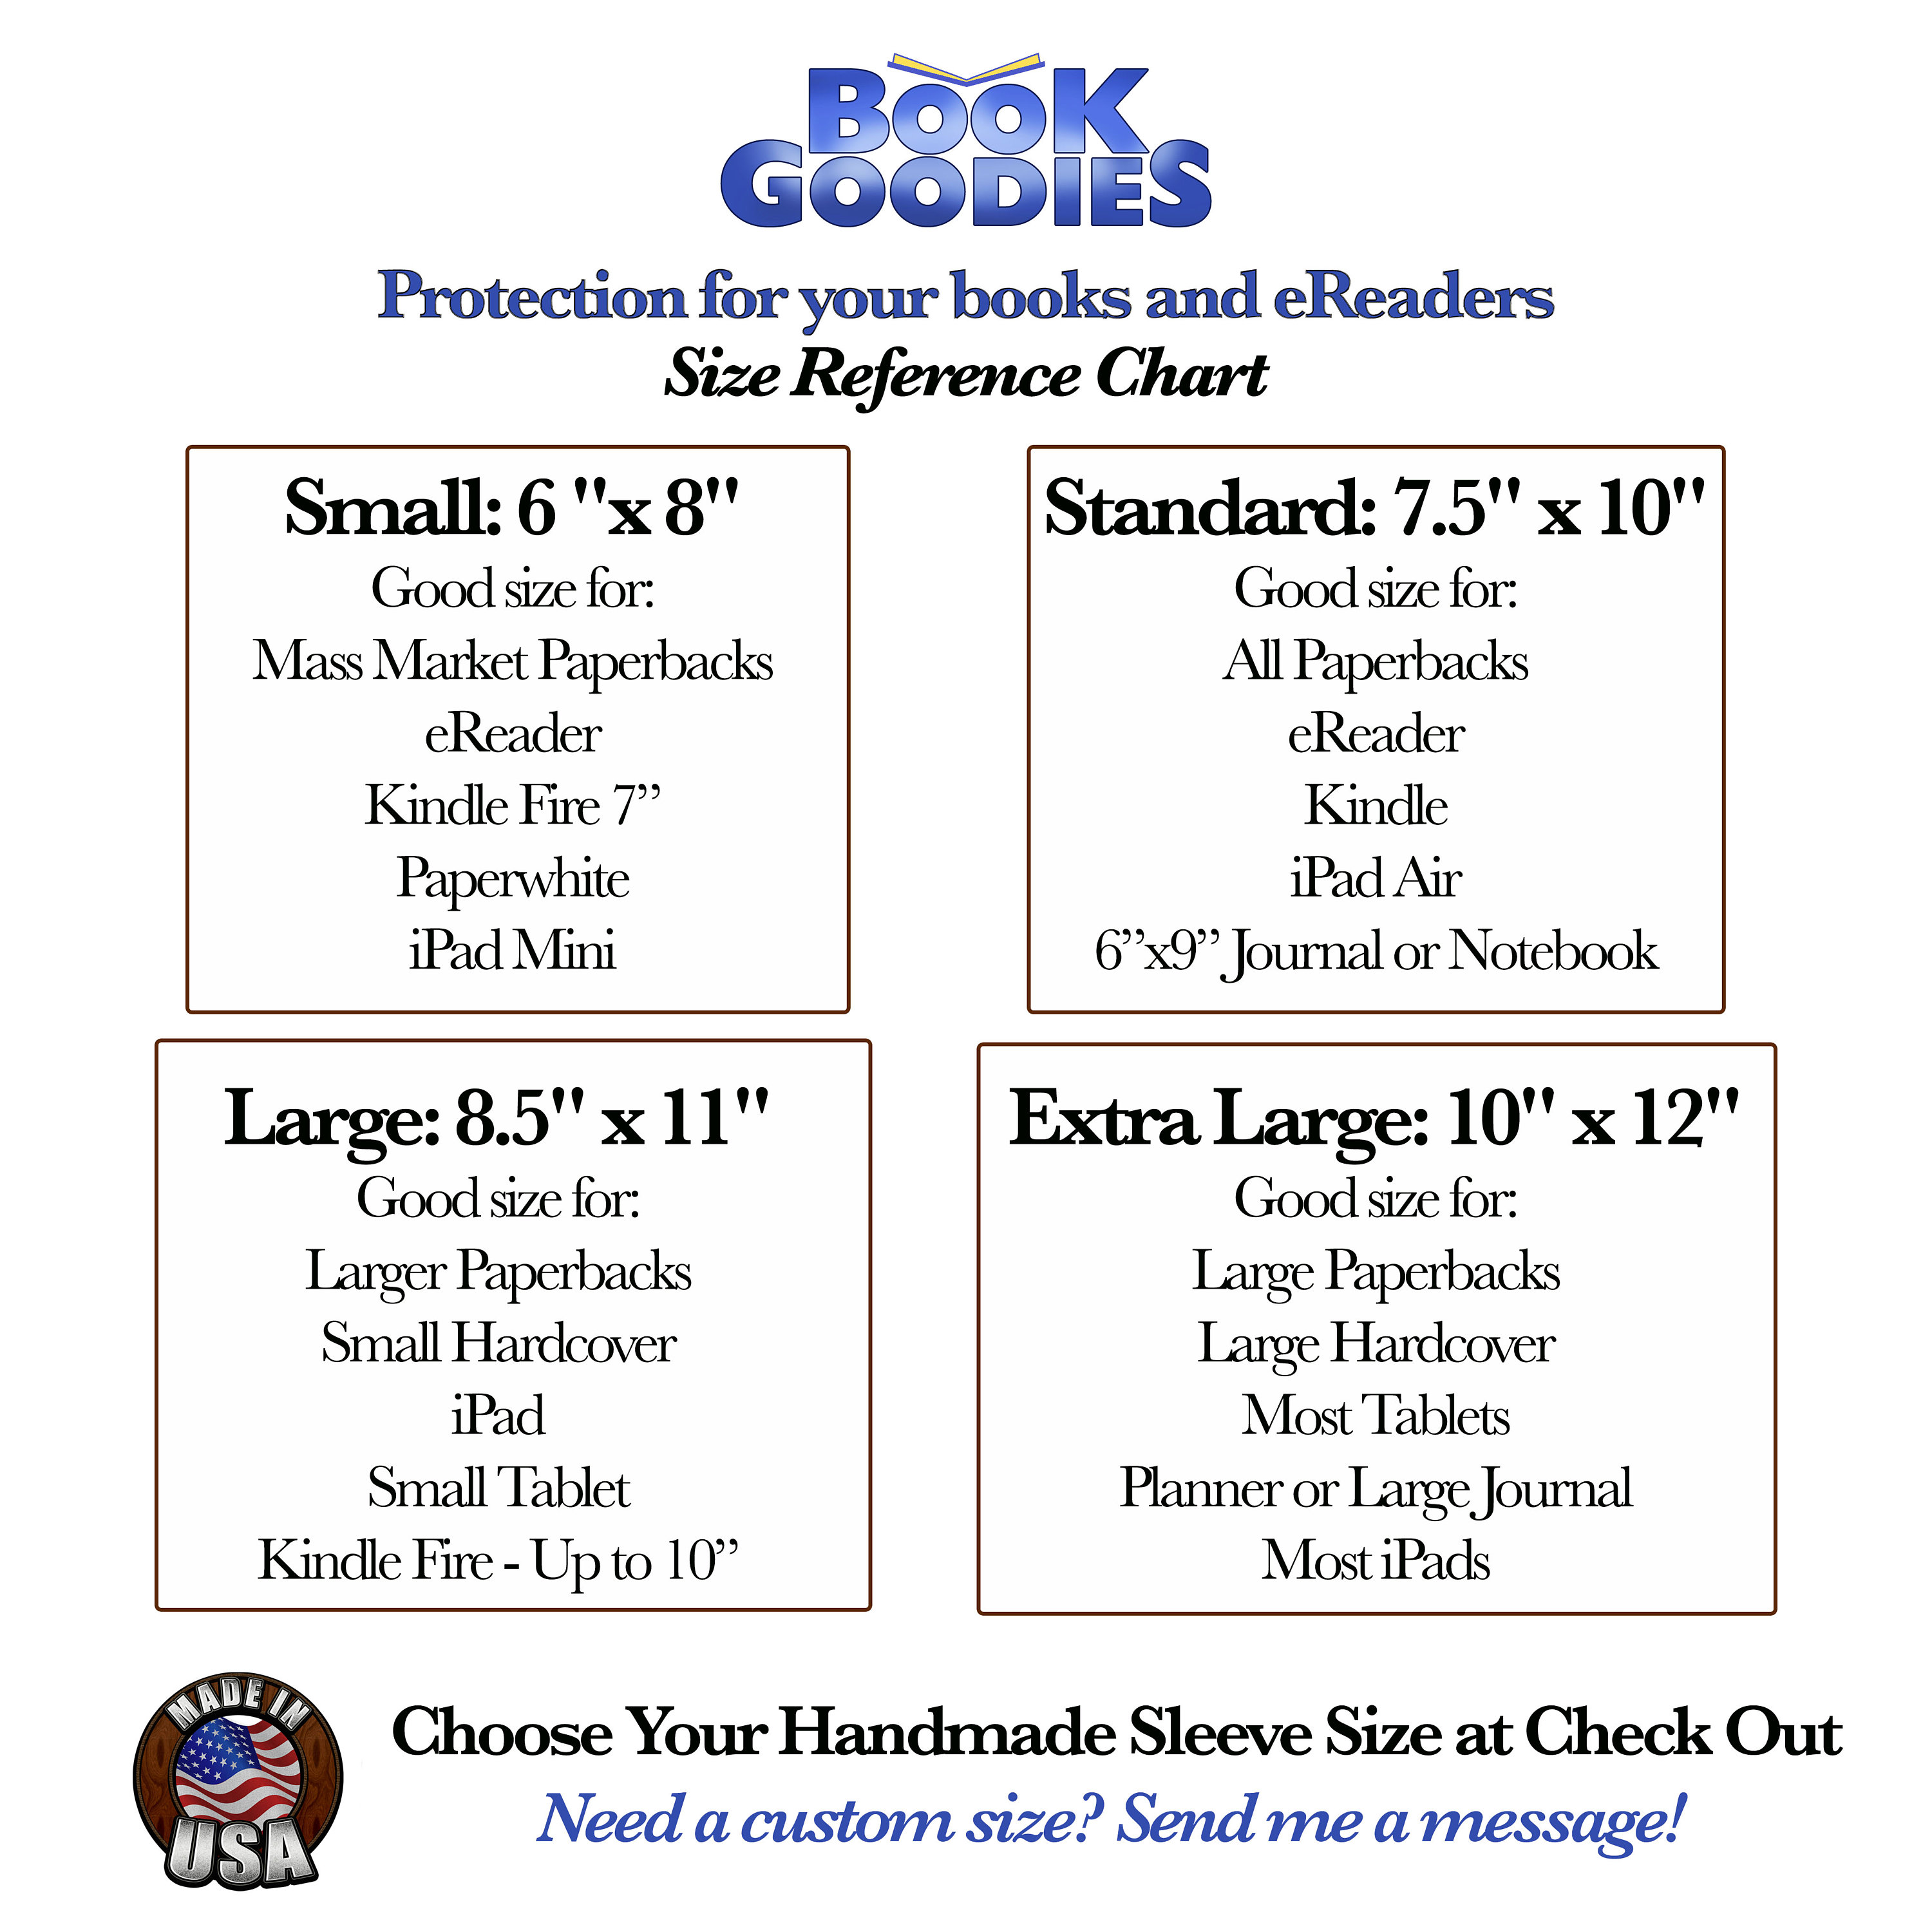 BOOK
GOODIES
Protection for your books and eReaders
Size Reference Chart
Small: 6 "x 8"
Good size for:
Mass Market Paperbacks
eReader
Kindle Fire 7”
Paperwhite
iPad Mini
Standard: 7.5" x 10"
Good size for:
All Paperbacks
eReader
Kindle
iPad Air
6”x9” Journal or Notebook
Large: 8.5" x 11"
Good size for:
Larger Paperbacks
Small Hardcover
iPad
Small Tablet
Kindle Fire - Up to 10”
Extra Large: 10" x 12"
Good size for:
Large Paperbacks
Large Hardcover
Most Tablets
Planner or Large Journal
Most iPads
MADE IN
USA
Choose Your Handmade Sleeve Size at Check Out
Need a custom size? Send me a message!